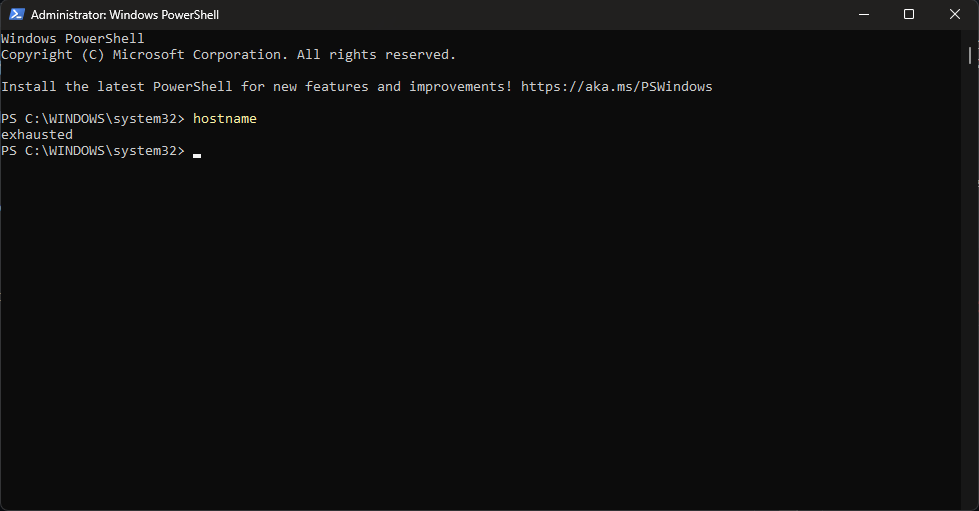 Administrator: Windows PowerShell
Windows PowerShell
Copyright (C) Microsoft Corporation. All rights reserved.
Install the latest PowerShell for new features and improvements! https://aka.ms/PSWindows
PS C:\WINDOWS\system32> hostname
exhausted
PS C:\WINDOWS\system32>